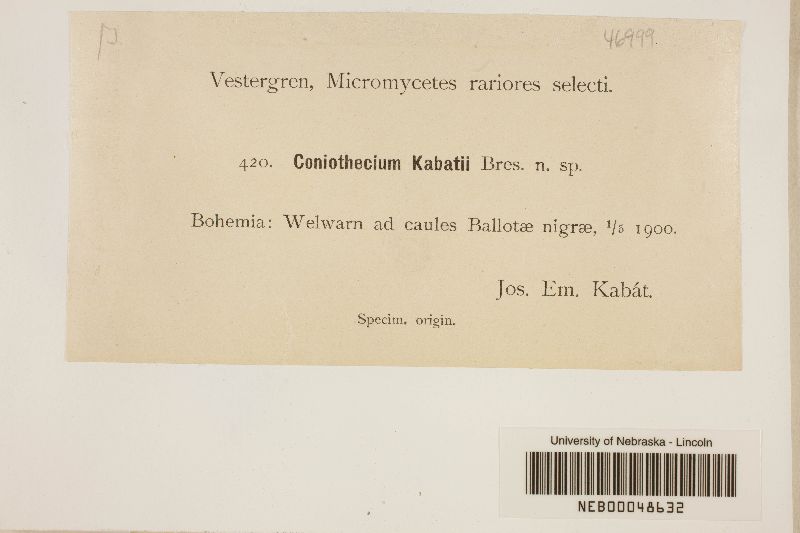 46999.
Vestergren, Micromycetes rariores selecti.
420. Coniothecium Kabatii Bres. n. sp.
Bohemia: Welwarn ad caules Ballotæ nigræ, 1/5 1900.
Jos. Em. Kabát.
Specim. origin.
University of Nebraska - Lincoln
NEB00048632